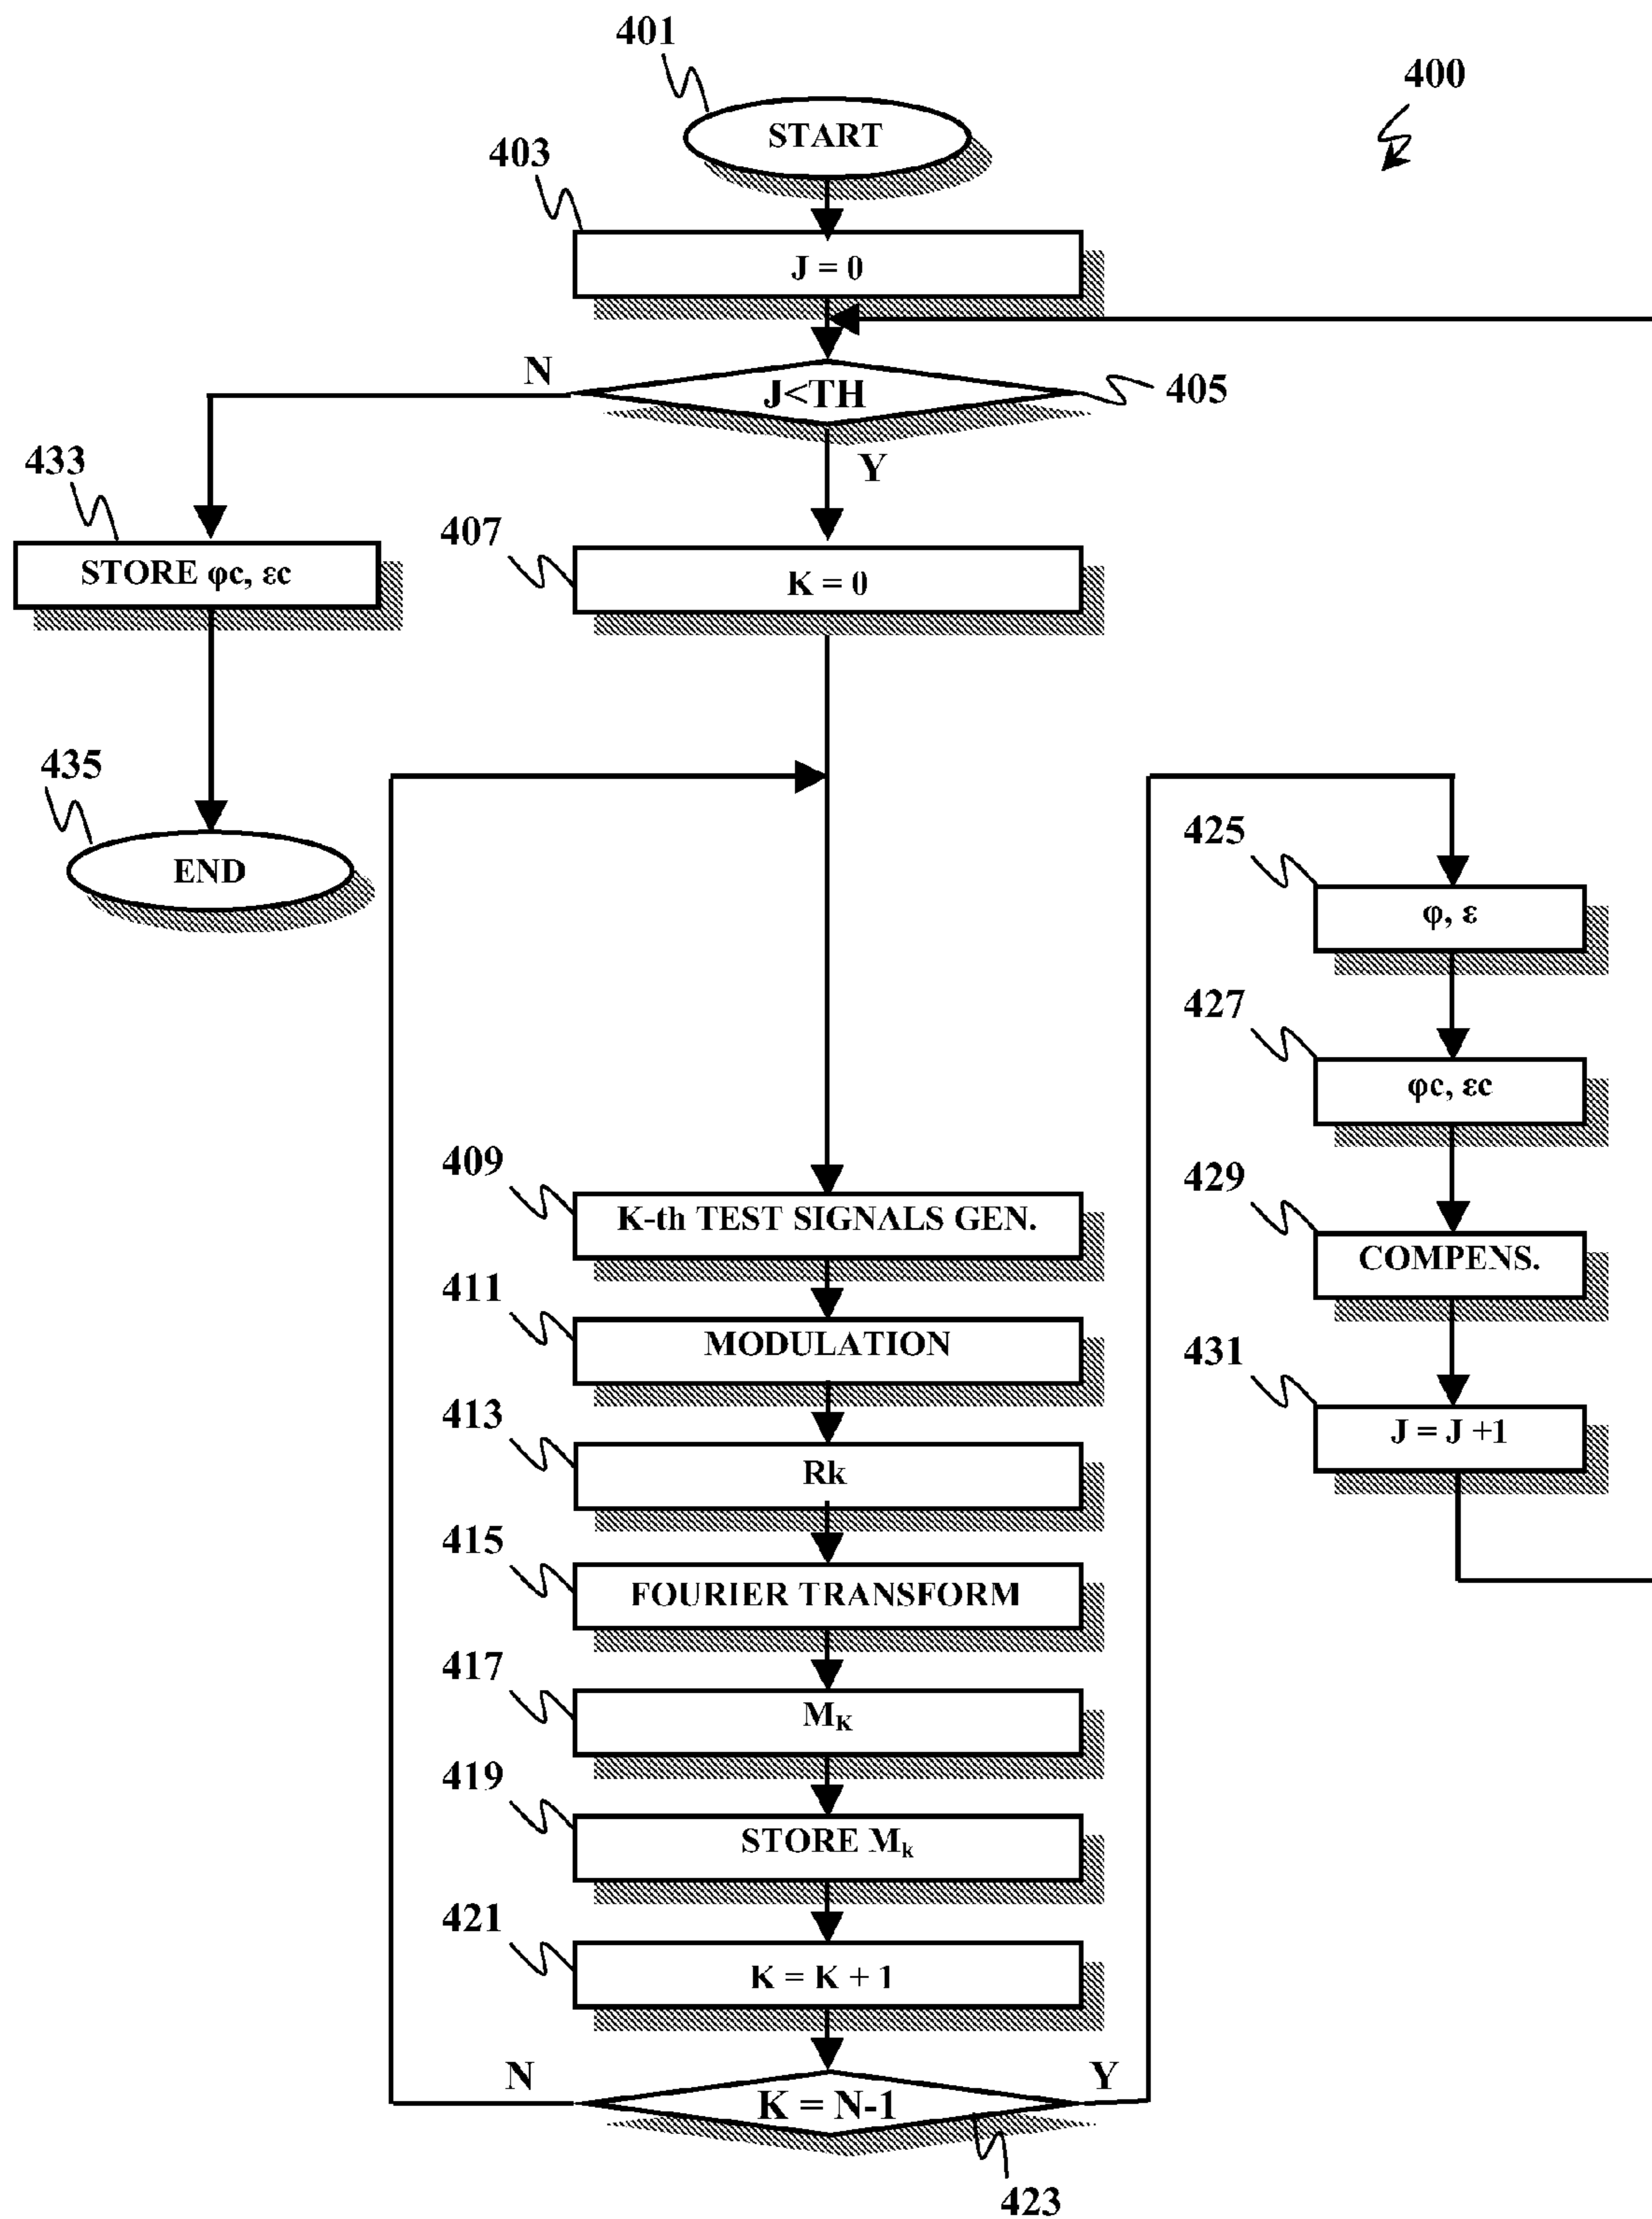 401
400
START
403
J = 0
N
J<TH
405
433
Y
STORE φc, εc
407
K = 0
435
END
425
φ, ε
427
φc, εc
409
K-th TEST SIGNALS GEN.
429
COMPENS.
411
MODULATION
431
J = J +1
413
Rk
415
FOURIER TRANSFORM
417
MK
419
STORE Mk
421
K = K + 1
N
K = N-1
Y
423